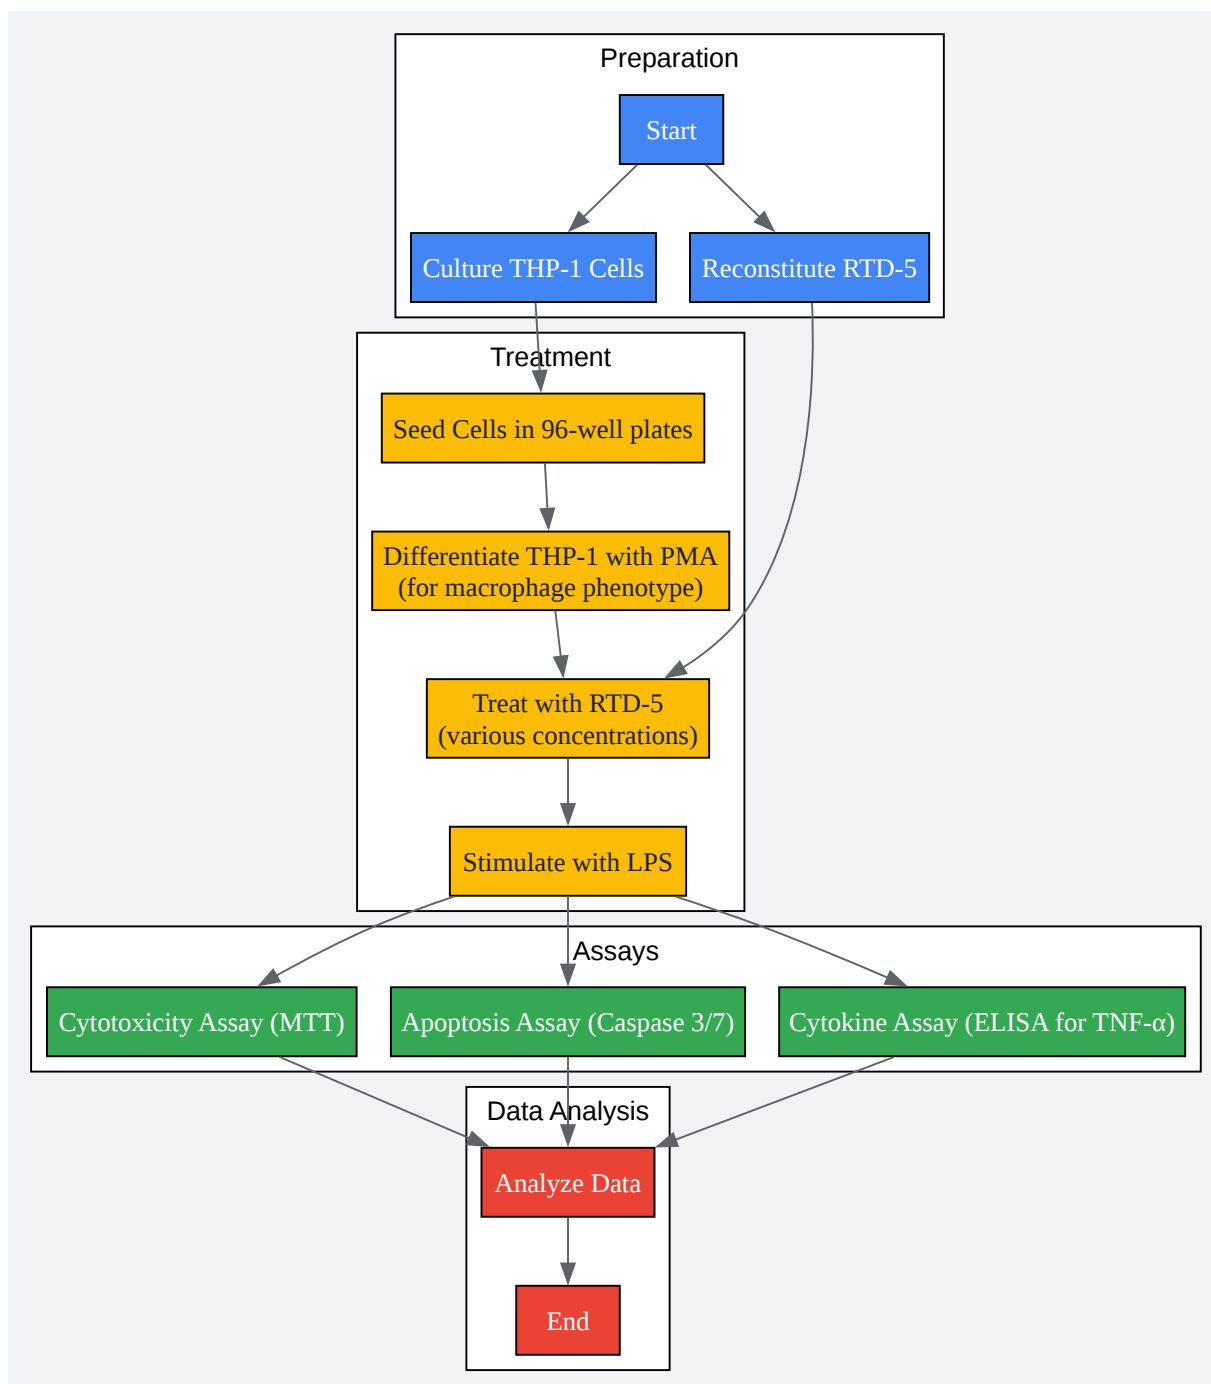 Preparation
Start
Culture THP-1 Cells
Reconstitute RTD-5
Treatment
Seed Cells in 96-well plates
Differentiate THP-1 with PMA
(for macrophage phenotype)
Treat with RTD-5
(various concentrations)
Stimulate with LPS
Assays
Cytotoxicity Assay (MTT)
Apoptosis Assay (Caspase 3/7)
Cytokine Assay (ELISA for TNF-α)
Data Analysis
Analyze Data
End